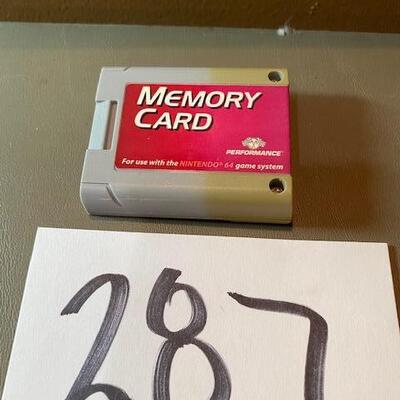 MEMORY
CARD
PERFORMANCE
For use with the NINTENDO® 64 game system
287